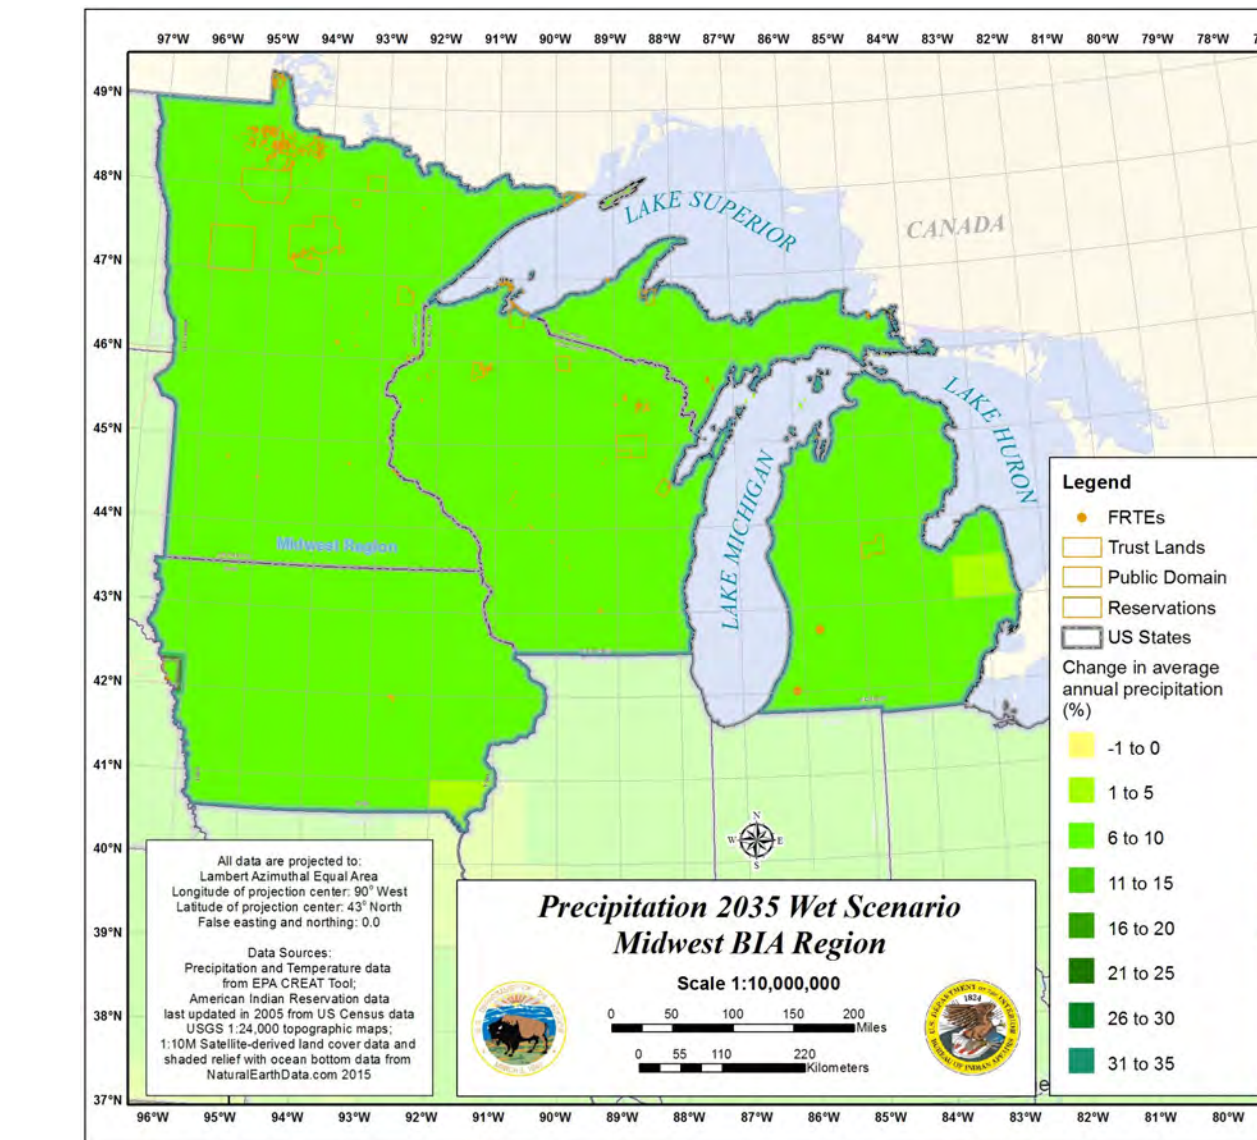 97°W 96°W 95°W 94°W 93°W 92°W 91°W 90°W 89°W 88°W 87°W 86°W 85°W 84°W 83°W 82°W 81°W 80°W 79°W 78°W
49°N
48°N
47°N
46°N
45°N
44°N
43°N
42°N
41°N
40°N
39°N
38°N
37°N
LAKE SUPERIOR
CANADA
LAKE HURON
LAKE MICHIGAN
Midwest Region
Legend
FRTEs
Trust Lands
Public Domain
Reservations
US States
Change in average
annual precipitation
(%)
-1 to 0
1 to 5
6 to 10
11 to 15
16 to 20
21 to 25
26 to 30
31 to 35
N
W E
S
All data are projected to:
Lambert Azimuthal Equal Area
Longitude of projection center: 90° West
Latitude of projection center: 43° North
False easting and northing: 0.0
Data Sources:
Precipitation and Temperature data
from EPA CREAT Tool;
American Indian Reservation data
last updated in 2005 from US Census data
USGS 1:24,000 topographic maps;
1:10M Satellite-derived land cover data and
shaded relief with ocean bottom data from
NaturalEarthData.com 2015
Precipitation 2035 Wet Scenario
Midwest BIA Region
Scale 1:10,000,000
0 50 100 150 200
Miles
0 55 110 220
Kilometers
U.S. DEPARTMENT OF THE INTERIOR
1824
BUREAU OF INDIAN AFFAIRS
96°W 95°W 94°W 93°W 92°W 91°W 90°W 89°W 88°W 87°W 86°W 85°W 84°W 83°W 82°W 81°W 80°W